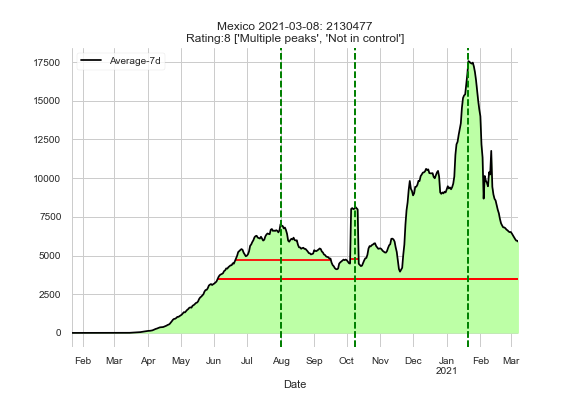 Mexico 2021-03-08: 2130477
Rating:8 ['Multiple peaks', 'Not in control']
Average-7d
17500
15000
12500
10000
7500
5000
2500
0
Feb Mar Apr May Jun Jul Aug Sep Oct Nov Dec Jan Feb Mar
2021
Date